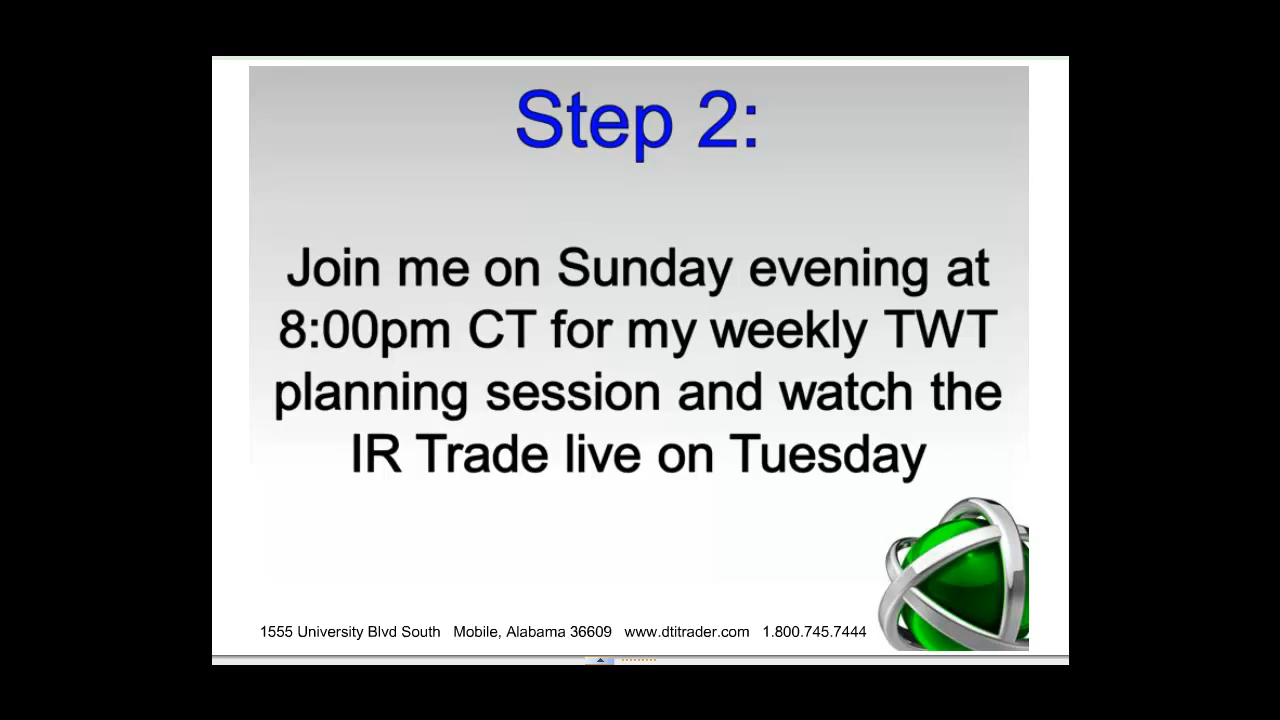 Step 2:
Join me on Sunday evening at
8:00pm CT for my weekly TWT
planning session and watch the
IR Trade live on Tuesday
1555 University Blvd South Mobile, Alabama 36609 www.dtitrader.com 1.800.745.7444